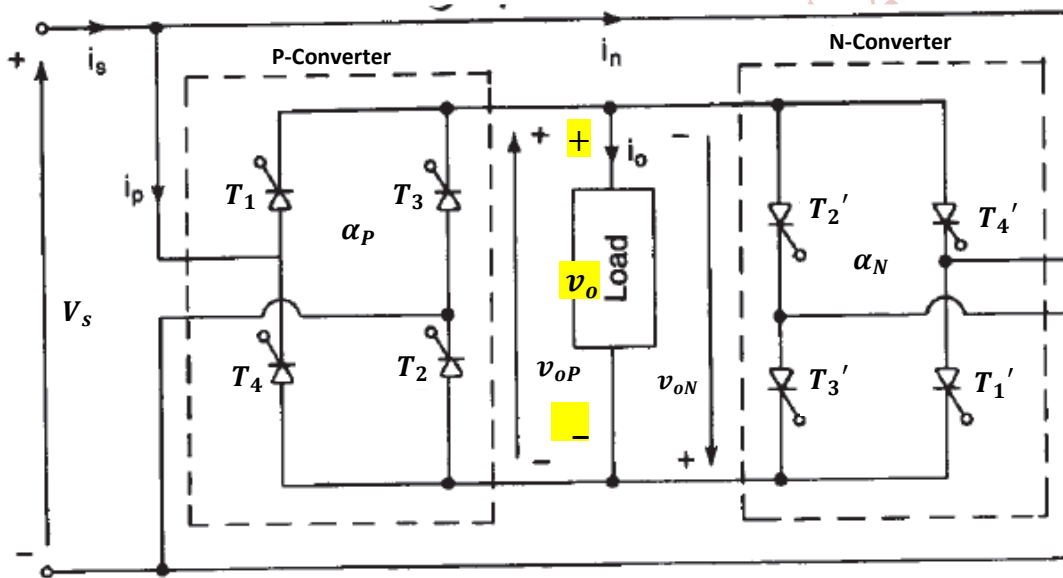 +
i_s
i_n
P-Converter
N-Converter
i_p
T_1
T_3
α_P
+
+
i_o
−
T_2′
T_4′
α_N
V_s
v_o
Load
T_4
T_2
v_oP
v_oN
T_3′
T_1′
−
−
+
−